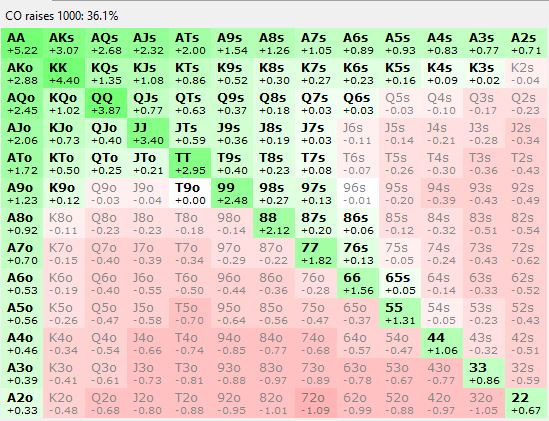 CO raises 1000: 36.1%
AA AKs AQs AJs ATs A9s A8s A7s A6s A5s A4s A3s A2s
+5.22 +3.07 +2.68 +2.32 +2.00 +1.54 +1.26 +1.05 +0.89 +0.93 +0.83 +0.77 +0.71
AKo KK KQs KJs KTs K9s K8s K7s K6s K5s K4s K3s K2s
+2.88 +4.40 +1.35 +1.08 +0.86 +0.52 +0.30 +0.27 +0.23 +0.16 +0.09 +0.02 -0.04
AQo KQo QQ QJs QTs Q9s Q8s Q7s Q6s Q5s Q4s Q3s Q2s
+2.45 +1.02 +3.87 +0.77 +0.63 +0.37 +0.18 +0.03 +0.03 -0.03 -0.10 -0.17 -0.23
AJo KJo QJo JJ JTs J9s J8s J7s J6s J5s J4s J3s J2s
+2.06 +0.73 +0.40 +3.40 +0.59 +0.36 +0.19 +0.03 -0.11 -0.14 -0.21 -0.28 -0.34
ATo KTo QTo JTo TT T9s T8s T7s T6s T5s T4s T3s T2s
+1.72 +0.50 +0.25 +0.21 +2.95 +0.40 +0.23 +0.08 -0.07 -0.26 -0.30 -0.36 -0.43
A9o K9o Q9o J9o T9o 99 98s 97s 96s 95s 94s 93s 92s
+1.23 +0.12 -0.03 -0.04 +0.00 +2.48 +0.27 +0.13 -0.01 -0.20 -0.39 -0.43 -0.49
A8o K8o Q8o J8o T8o 98o 88 87s 86s 85s 84s 83s 82s
+0.92 -0.11 -0.23 -0.23 -0.18 -0.14 +2.12 +0.20 +0.06 -0.12 -0.32 -0.51 -0.54
A7o K7o Q7o J7o T7o 97o 87o 77 76s 75s 74s 73s 72s
+0.70 -0.15 -0.39 -0.39 -0.34 -0.29 -0.22 +1.82 +0.13 -0.05 -0.24 -0.43 -0.62
A6o K6o Q6o J6o T6o 96o 86o 76o 66 65s 64s 63s 62s
+0.53 -0.19 -0.40 -0.55 -0.50 -0.44 -0.36 -0.28 +1.56 +0.05 -0.14 -0.33 -0.52
A5o K5o Q5o J5o T5o 95o 85o 75o 65o 55 54s 53s 52s
+0.56 -0.26 -0.47 -0.58 -0.70 -0.64 -0.56 -0.47 -0.37 +1.31 -0.05 -0.23 -0.43
A4o K4o Q4o J4o T4o 94o 84o 74o 64o 54o 44 43s 42s
+0.46 -0.34 -0.54 -0.66 -0.74 -0.85 -0.77 -0.68 -0.57 -0.47 +1.06 -0.32 -0.51
A3o K3o Q3o J3o T3o 93o 83o 73o 63o 53o 43o 33 32s
+0.39 -0.41 -0.61 -0.73 -0.81 -0.88 -0.97 -0.89 -0.78 -0.67 -0.77 +0.86 -0.59
A2o K2o Q2o J2o T2o 92o 82o 72o 62o 52o 42o 32o 22
+0.33 -0.48 -0.68 -0.80 -0.88 -0.95 -1.01 -1.09 -0.99 -0.88 -0.97 -1.05 +0.67